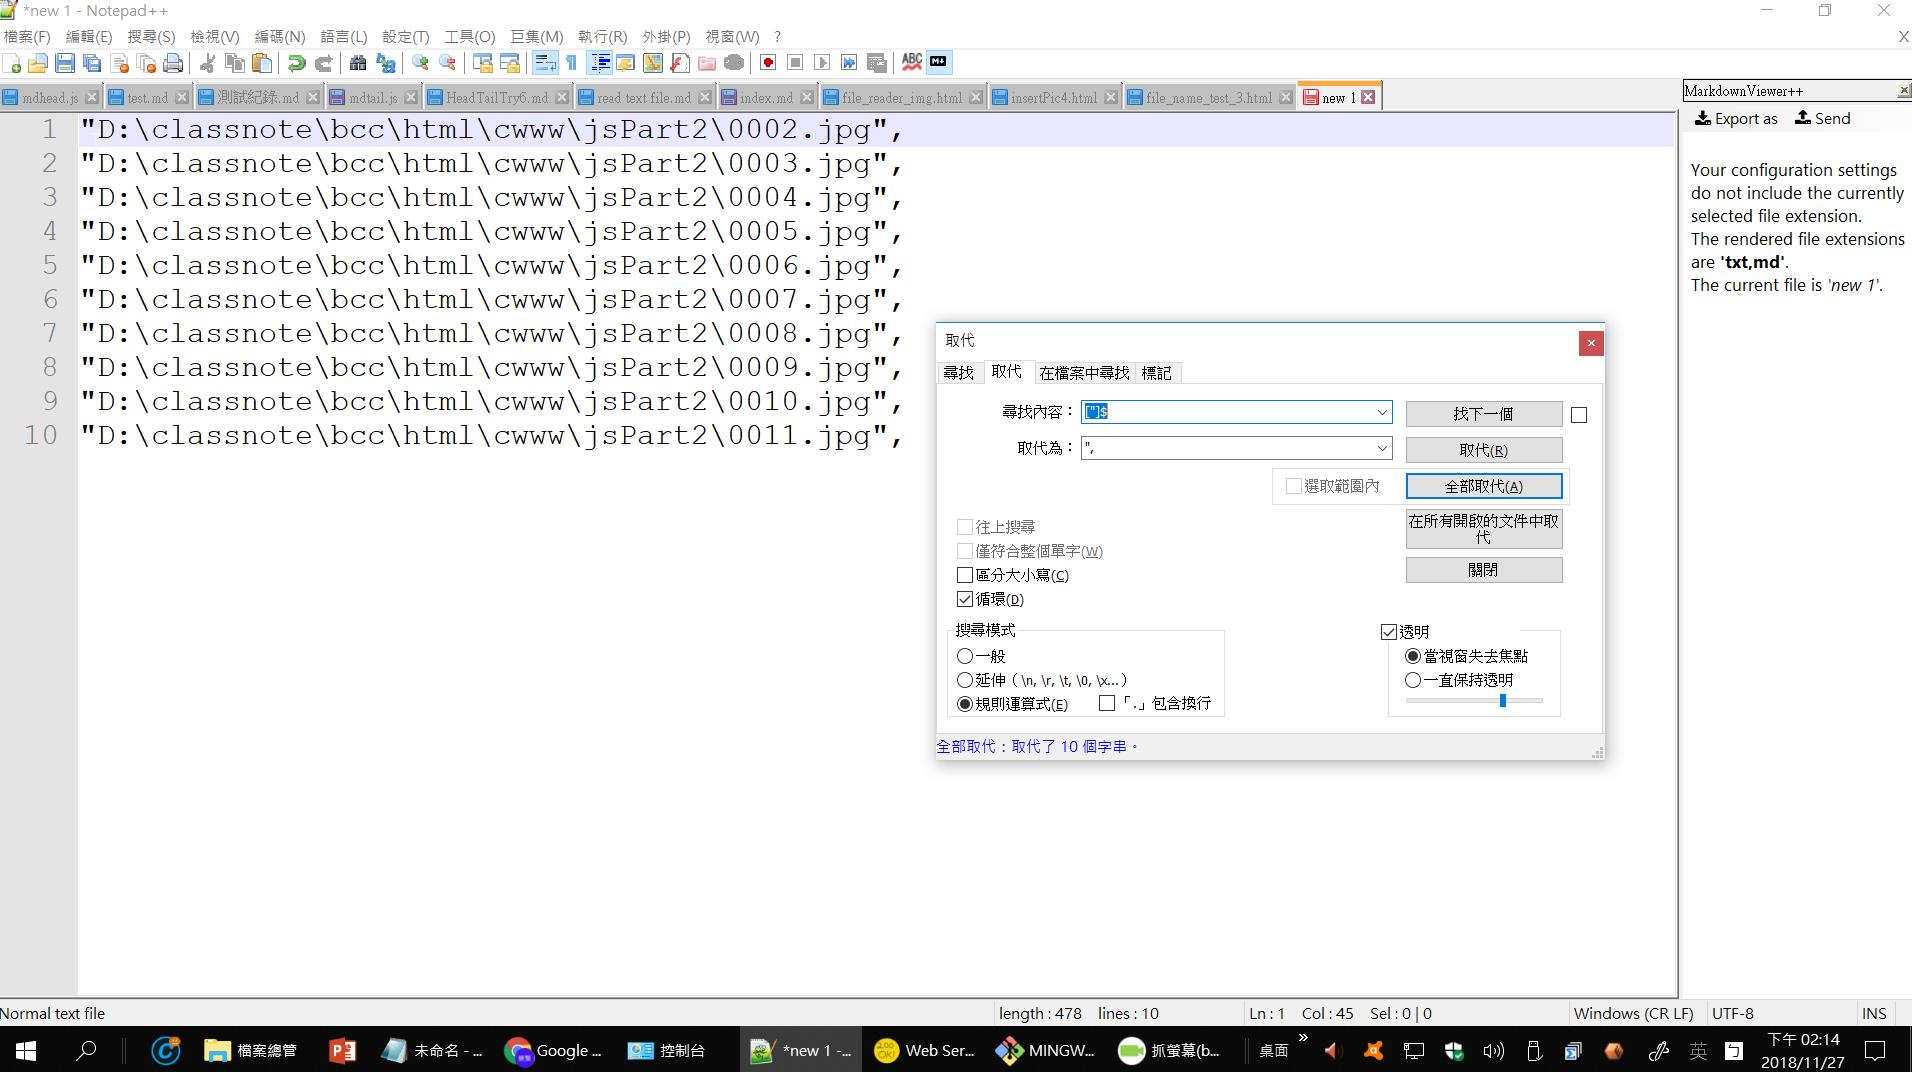 *new 1 - Notepad++
檔案(F) 編輯(E) 搜尋(S) 檢視(V) 編碼(N) 語言(L) 設定(T) 工具(O) 巨集(M) 執行(R) 外掛(P) 視窗(W) ? X
mdhead.js test.md 測試紀錄.md mdtail.js HeadTailTry6.md read text file.md index.md file_reader_img.html insertPic4.html file_name_test_3.html new 1
1 "D:\classnote\bcc\html\cwww\jsPart2\0002.jpg",
2 "D:\classnote\bcc\html\cwww\jsPart2\0003.jpg",
3 "D:\classnote\bcc\html\cwww\jsPart2\0004.jpg",
4 "D:\classnote\bcc\html\cwww\jsPart2\0005.jpg",
5 "D:\classnote\bcc\html\cwww\jsPart2\0006.jpg",
6 "D:\classnote\bcc\html\cwww\jsPart2\0007.jpg",
7 "D:\classnote\bcc\html\cwww\jsPart2\0008.jpg",
8 "D:\classnote\bcc\html\cwww\jsPart2\0009.jpg",
9 "D:\classnote\bcc\html\cwww\jsPart2\0010.jpg",
10 "D:\classnote\bcc\html\cwww\jsPart2\0011.jpg",
MarkdownViewer++
Export as Send
Your configuration settings
do not include the currently
selected file extension.
The rendered file extensions
are 'txt,md'.
The current file is 'new 1'.
取代
尋找 取代 在檔案中尋找 標記
尋找內容： ["]$ 找下一個
取代為： ", 取代(R)
選取範圍內 全部取代(A)
在所有開啟的文件中取
代
關閉
往上搜尋
僅符合整個單字(W)
區分大小寫(C)
循環(D)
搜尋模式
一般
延伸（\n, \r, \t, \0, \x...）
規則運算式(E) 「.」包含換行
透明
當視窗失去焦點
一直保持透明
全部取代：取代了 10 個字串。
Normal text file length : 478 lines : 10 Ln : 1 Col : 45 Sel : 0 | 0 Windows (CR LF) UTF-8 INS
檔案總管 未命名 - ... Google ... 控制台 *new 1 -... Web Ser... MINGW... 抓螢幕(b... 桌面 英 下午 02:14
2018/11/27